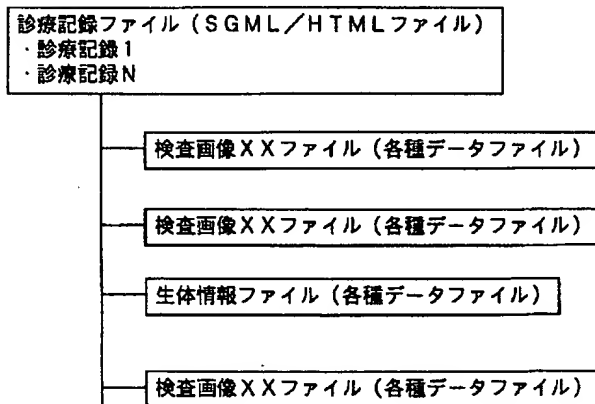 診療記録ファイル（ＳＧＭＬ／ＨＴＭＬファイル）
・診療記録１
・診療記録Ｎ
検査画像ＸＸファイル（各種データファイル）
検査画像ＸＸファイル（各種データファイル）
生体情報ファイル（各種データファイル）
検査画像ＸＸファイル（各種データファイル）